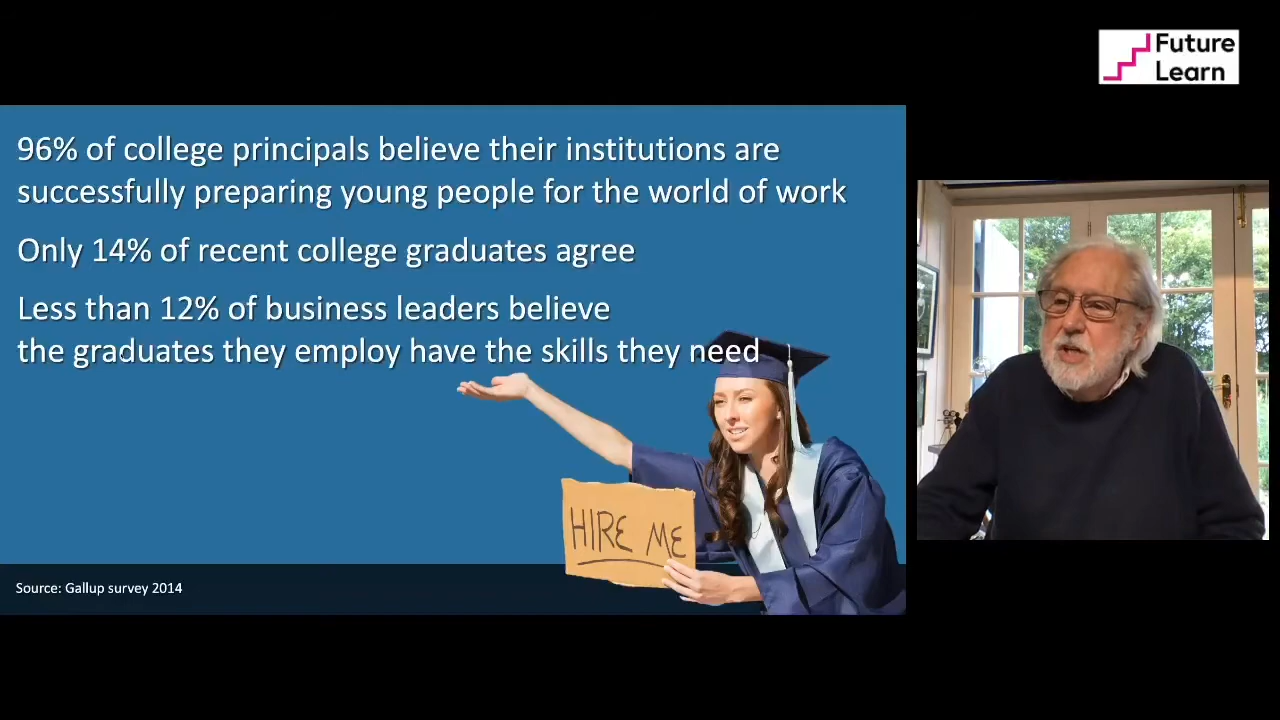 Future
Learn
96% of college principals believe their institutions are
successfully preparing young people for the world of work
Only 14% of recent college graduates agree
Less than 12% of business leaders believe
the graduates they employ have the skills they need
HIRE ME
Source: Gallup survey 2014